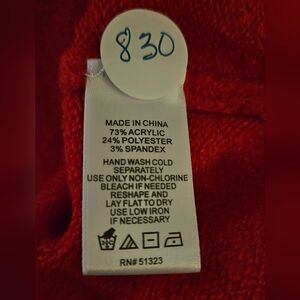 830
MADE IN CHINA
73% ACRYLIC
24% POLYESTER
3% SPANDEX
HAND WASH COLD
SEPARATELY
USE ONLY NON-CHLORINE
BLEACH IF NEEDED
RESHAPE AND
LAY FLAT TO DRY
USE LOW IRON
IF NECESSARY
RN# 51323